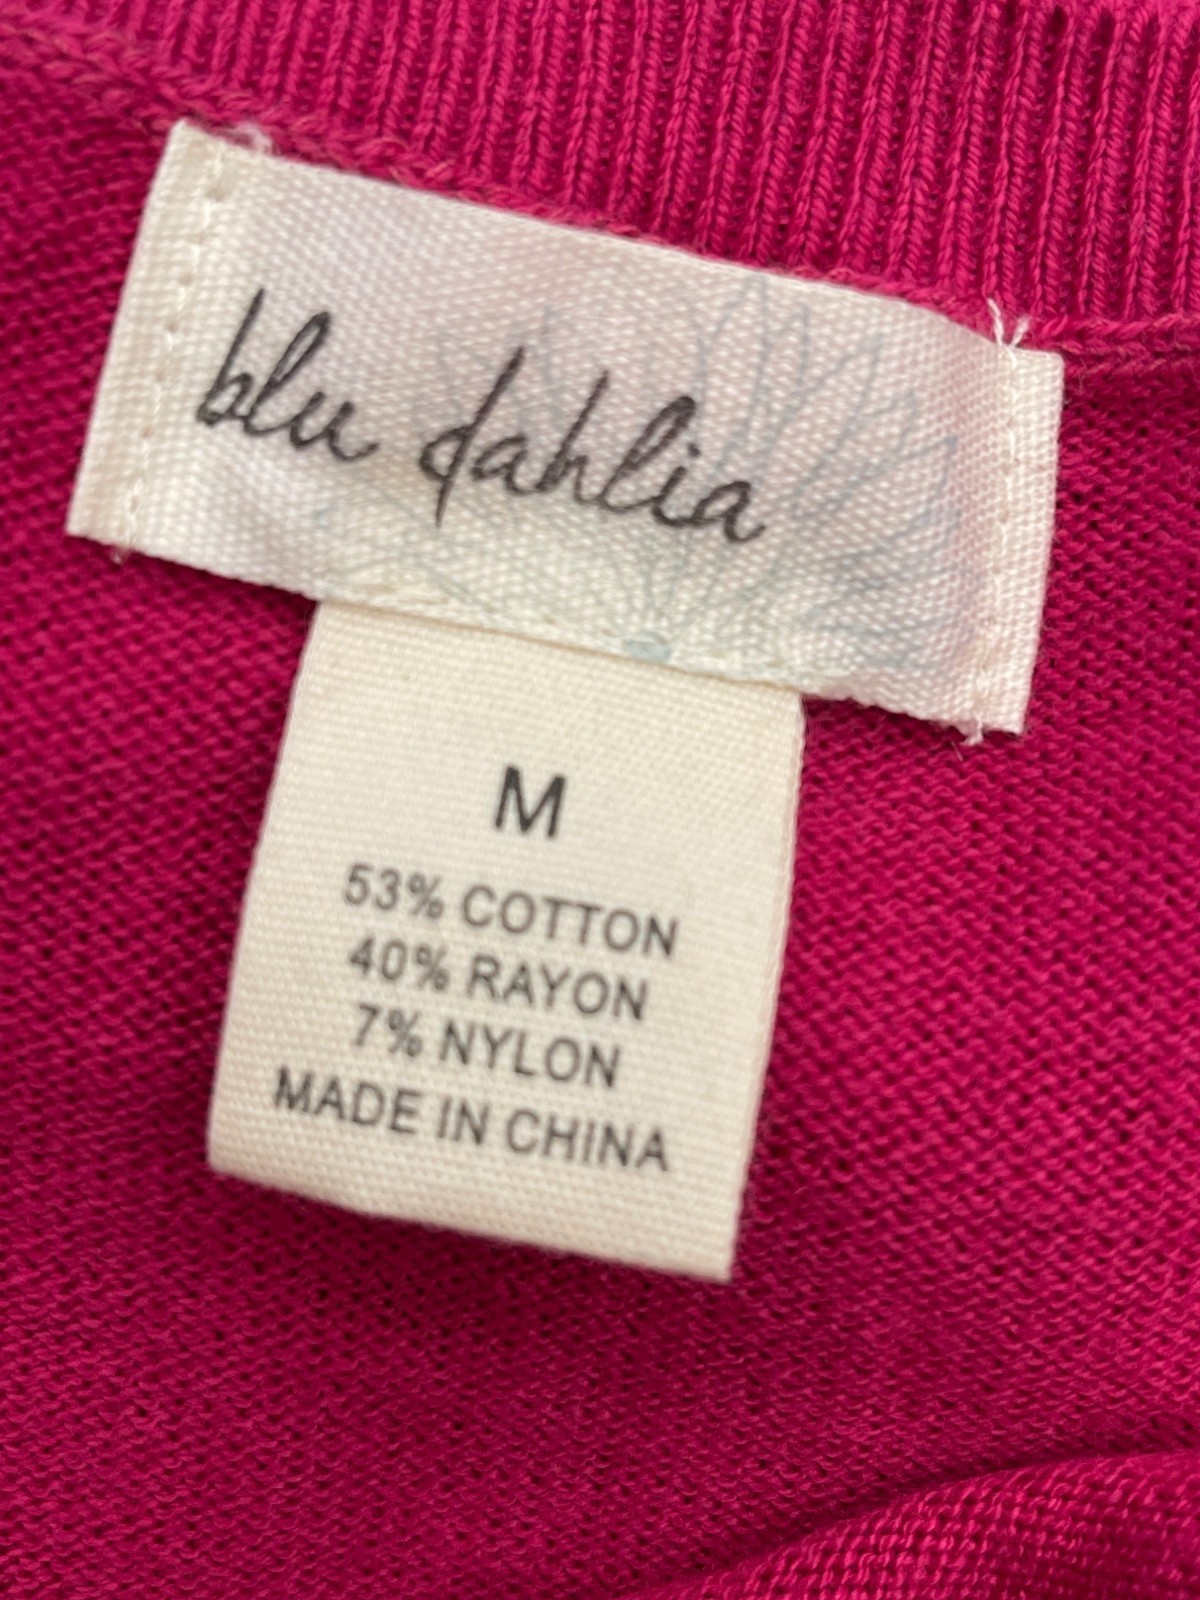 blu dahlia
M
53% COTTON
40% RAYON
7% NYLON
MADE IN CHINA